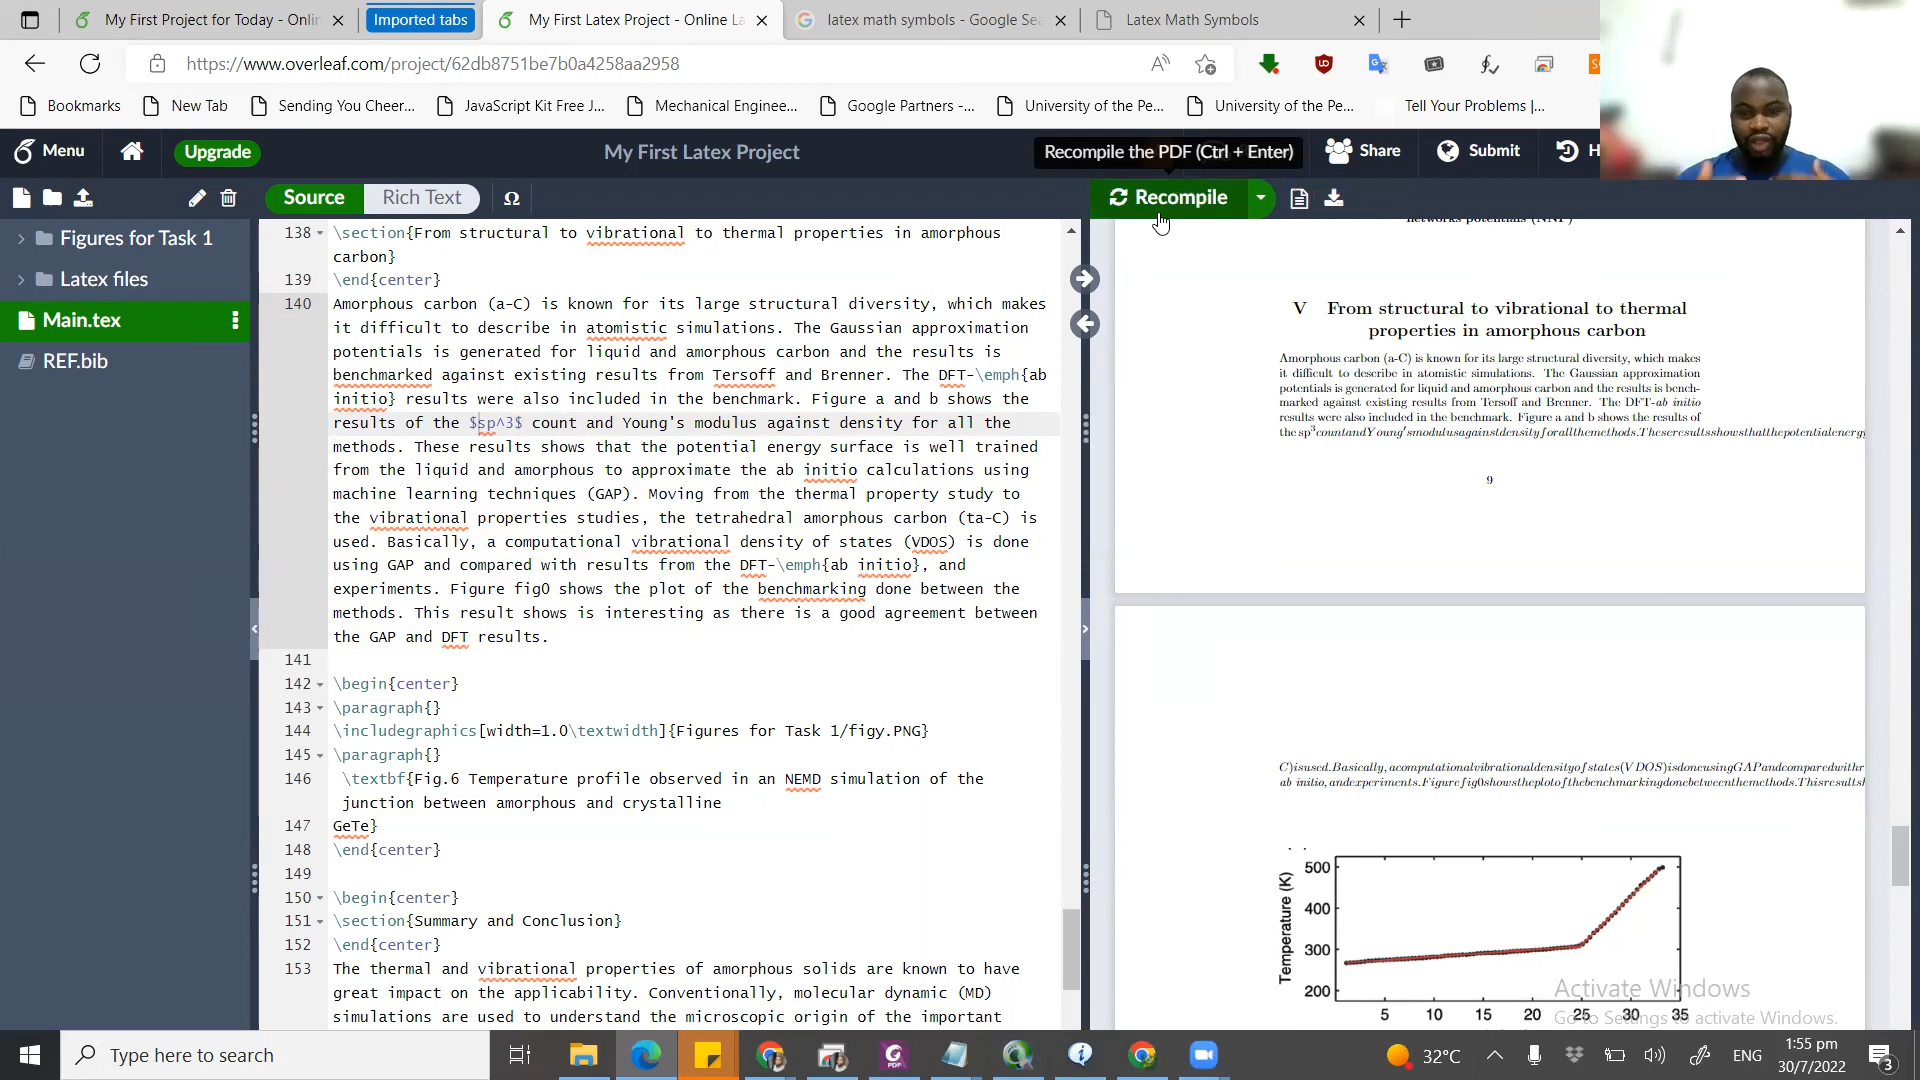 My First Project for Today - Onli
Imported tabs
My First Latex Project - Online La
latex math symbols - Google Sea
Latex Math Symbols
https://www.overleaf.com/project/62db8751be7b0a4258aa2958
Bookmarks
New Tab
Sending You Cheer...
JavaScript Kit Free J...
Mechanical Enginee...
Google Partners -...
University of the Pe...
University of the Pe...
Tell Your Problems |...
Menu
Upgrade
My First Latex Project
Recompile the PDF (Ctrl + Enter)
Share
Submit
H
Source
Rich Text
Ω
Recompile
Figures for Task 1
Latex files
Main.tex
REF.bib
138 \section{From structural to vibrational to thermal properties in amorphous
carbon}
139 \end{center}
140 Amorphous carbon (a-C) is known for its large structural diversity, which makes
it difficult to describe in atomistic simulations. The Gaussian approximation
potentials is generated for liquid and amorphous carbon and the results is
benchmarked against existing results from Tersoff and Brenner. The DFT-\emph{ab
initio} results were also included in the benchmark. Figure a and b shows the
results of the $sp^3$ count and Young's modulus against density for all the
methods. These results shows that the potential energy surface is well trained
from the liquid and amorphous to approximate the ab initio calculations using
machine learning techniques (GAP). Moving from the thermal property study to
the vibrational properties studies, the tetrahedral amorphous carbon (ta-C) is
used. Basically, a computational vibrational density of states (VDOS) is done
using GAP and compared with results from the DFT-\emph{ab initio}, and
experiments. Figure fig0 shows the plot of the benchmarking done between the
methods. This result shows is interesting as there is a good agreement between
the GAP and DFT results.
141
142 \begin{center}
143 \paragraph{}
144 \includegraphics[width=1.0\textwidth]{Figures for Task 1/figy.PNG}
145 \paragraph{}
146 \textbf{Fig.6 Temperature profile observed in an NEMD simulation of the
junction between amorphous and crystalline
147 GeTe}
148 \end{center}
149
150 \begin{center}
151 \section{Summary and Conclusion}
152 \end{center}
153 The thermal and vibrational properties of amorphous solids are known to have
great impact on the applicability. Conventionally, molecular dynamic (MD)
simulations are used to understand the microscopic origin of the important
networks potentials (NNP)
V From structural to vibrational to thermal
properties in amorphous carbon
Amorphous carbon (a-C) is known for its large structural diversity, which makes
it difficult to describe in atomistic simulations. The Gaussian approximation
potentials is generated for liquid and amorphous carbon and the results is bench-
marked against existing results from Tersoff and Brenner. The DFT-ab initio
results were also included in the benchmark. Figure a and b shows the results of
the sp³countandYoung'smodulusagainstdensityforallthemethods.Theseresultsshowsthatthepotentialenergy
9
C)isused.Basically,acomputationalvibrationaldensityofstates(VDOS)isdoneusingGAPandcomparedwithr
ab initio,andexperiments.Figurefig0showstheplotofthebenchmarkingdonebetweenthemethods.Thisresultsh
Temperature (K)
500
400
300
200
5 10 15 20 25 30 35
Activate Windows
Go to Settings to activate Windows.
Type here to search
32°C
ENG
1:55 pm
30/7/2022
3